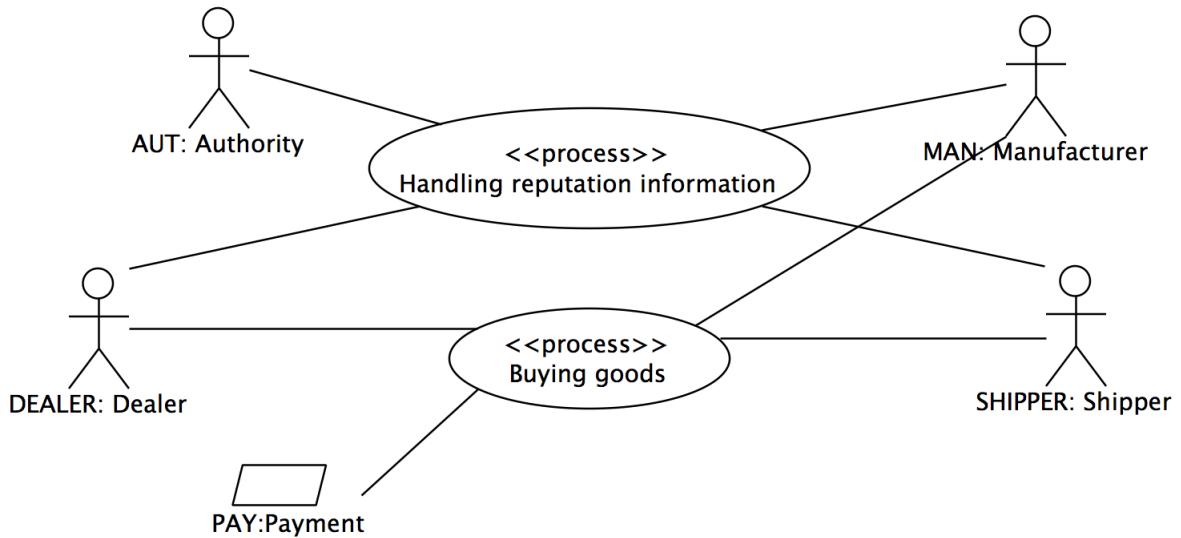 AUT: Authority
MAN: Manufacturer
<<process>>
Handling reputation information
<<process>>
Buying goods
DEALER: Dealer
SHIPPER: Shipper
PAY:Payment